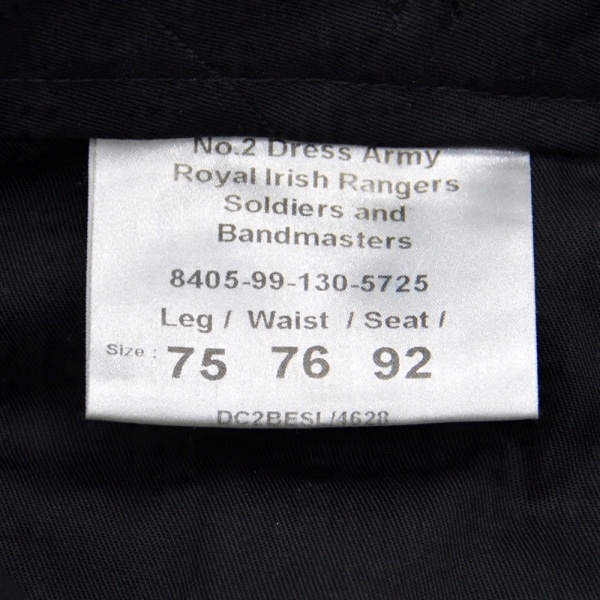 No.2 Dress Army
Royal Irish Rangers
Soldiers and
Bandmasters
8405-99-130-5725
Leg / Waist / Seat /
Size : 75 76 92
DC2BESL/4628